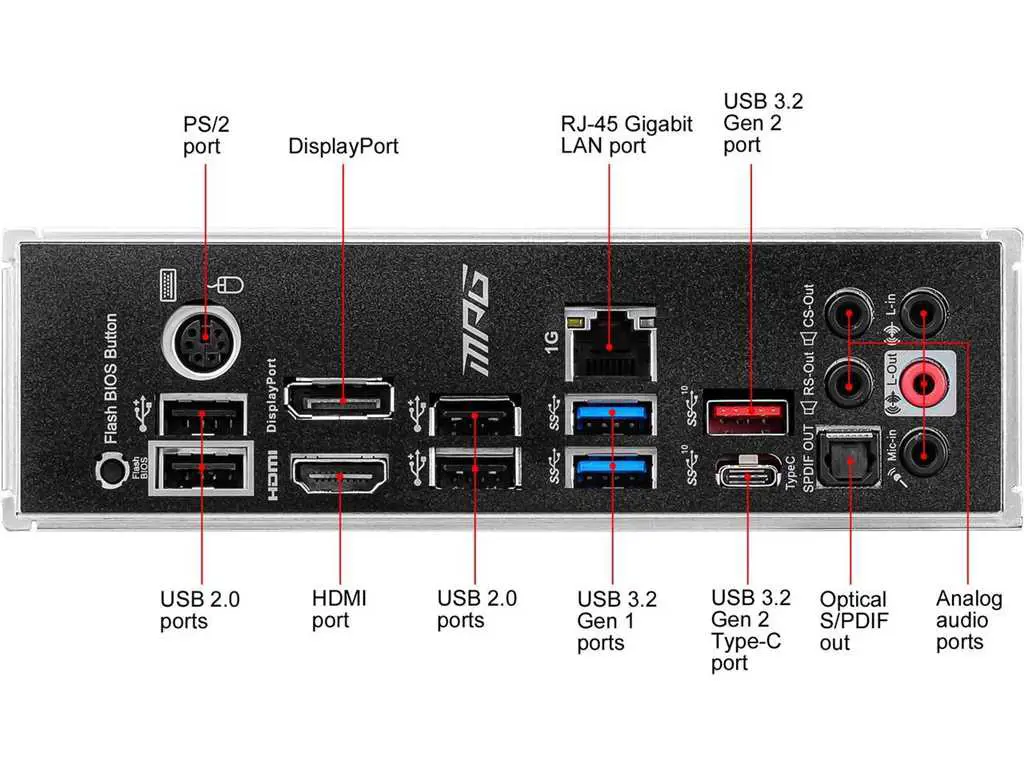 PS/2
port
DisplayPort
RJ-45 Gigabit
LAN port
USB 3.2
Gen 2
port
Flash BIOS Button
Flash
BIOS
DisplayPort
HDMI
MPG
1G
SS
SS
SS 10
SS 10
TypeC
CS-Out
RS-Out
SPDIF OUT
L-in
L-Out
Mic-in
USB 2.0
ports
HDMI
port
USB 2.0
ports
USB 3.2
Gen 1
ports
USB 3.2
Gen 2
Type-C
port
Optical
S/PDIF
out
Analog
audio
ports